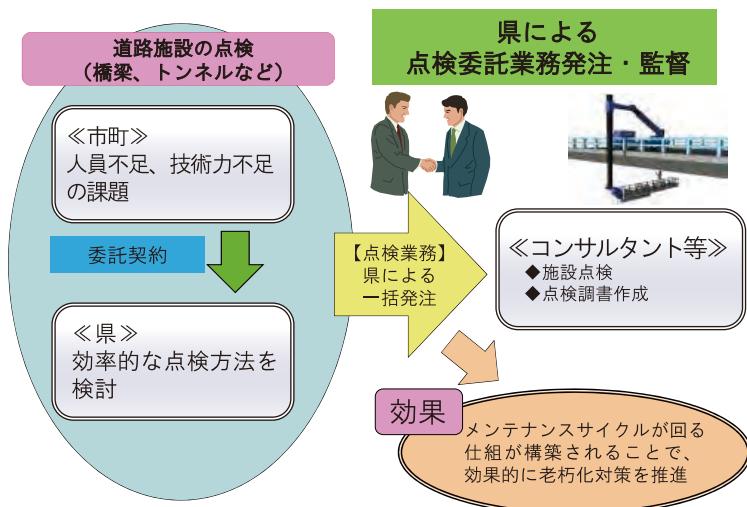 道路施設の点検
（橋梁、トンネルなど）
≪市町≫
人員不足、技術力不足
の課題
委託契約
≪県≫
効率的な点検方法を
検討
県による
点検委託業務発注・監督
【点検業務】
県による
一括発注
≪コンサルタント等≫
◆施設点検
◆点検調書作成
効果
メンテナンスサイクルが回る
仕組が構築されることで、
効果的に老朽化対策を推進